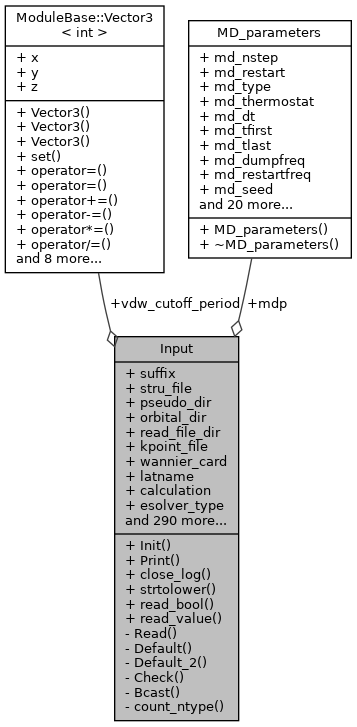 ModuleBase::Vector3
< int >
+ x
+ y
+ z
+ Vector3()
+ Vector3()
+ Vector3()
+ set()
+ operator=()
+ operator=()
+ operator+=()
+ operator-=()
+ operator*=()
+ operator/=()
and 8 more...
MD_parameters
+ md_nstep
+ md_restart
+ md_type
+ md_thermostat
+ md_dt
+ md_tfirst
+ md_tlast
+ md_dumpfreq
+ md_restartfreq
+ md_seed
and 20 more...
+ MD_parameters()
+ ~MD_parameters()
+vdw_cutoff_period
+mdp
Input
+ suffix
+ stru_file
+ pseudo_dir
+ orbital_dir
+ read_file_dir
+ kpoint_file
+ wannier_card
+ latname
+ calculation
+ esolver_type
and 290 more...
+ Init()
+ Print()
+ close_log()
+ strtolower()
+ read_bool()
+ read_value()
- Read()
- Default()
- Default_2()
- Check()
- Bcast()
- count_ntype()